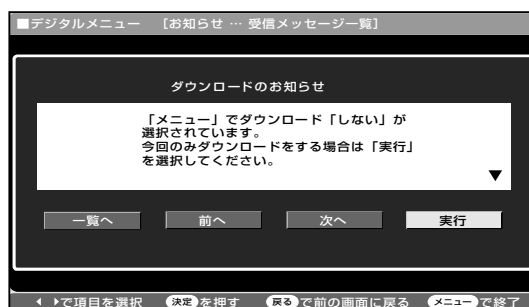 ■デジタルメニュー [お知らせ … 受信メッセージ一覧]
ダウンロードのお知らせ
「メニュー」でダウンロード「しない」が
選択されています。
今回のみダウンロードをする場合は「実行」
を選択してください。
▼
一覧へ 前へ 次へ 実行
で項目を選択 決定を押す 戻るで前の画面に戻る メニューで終了